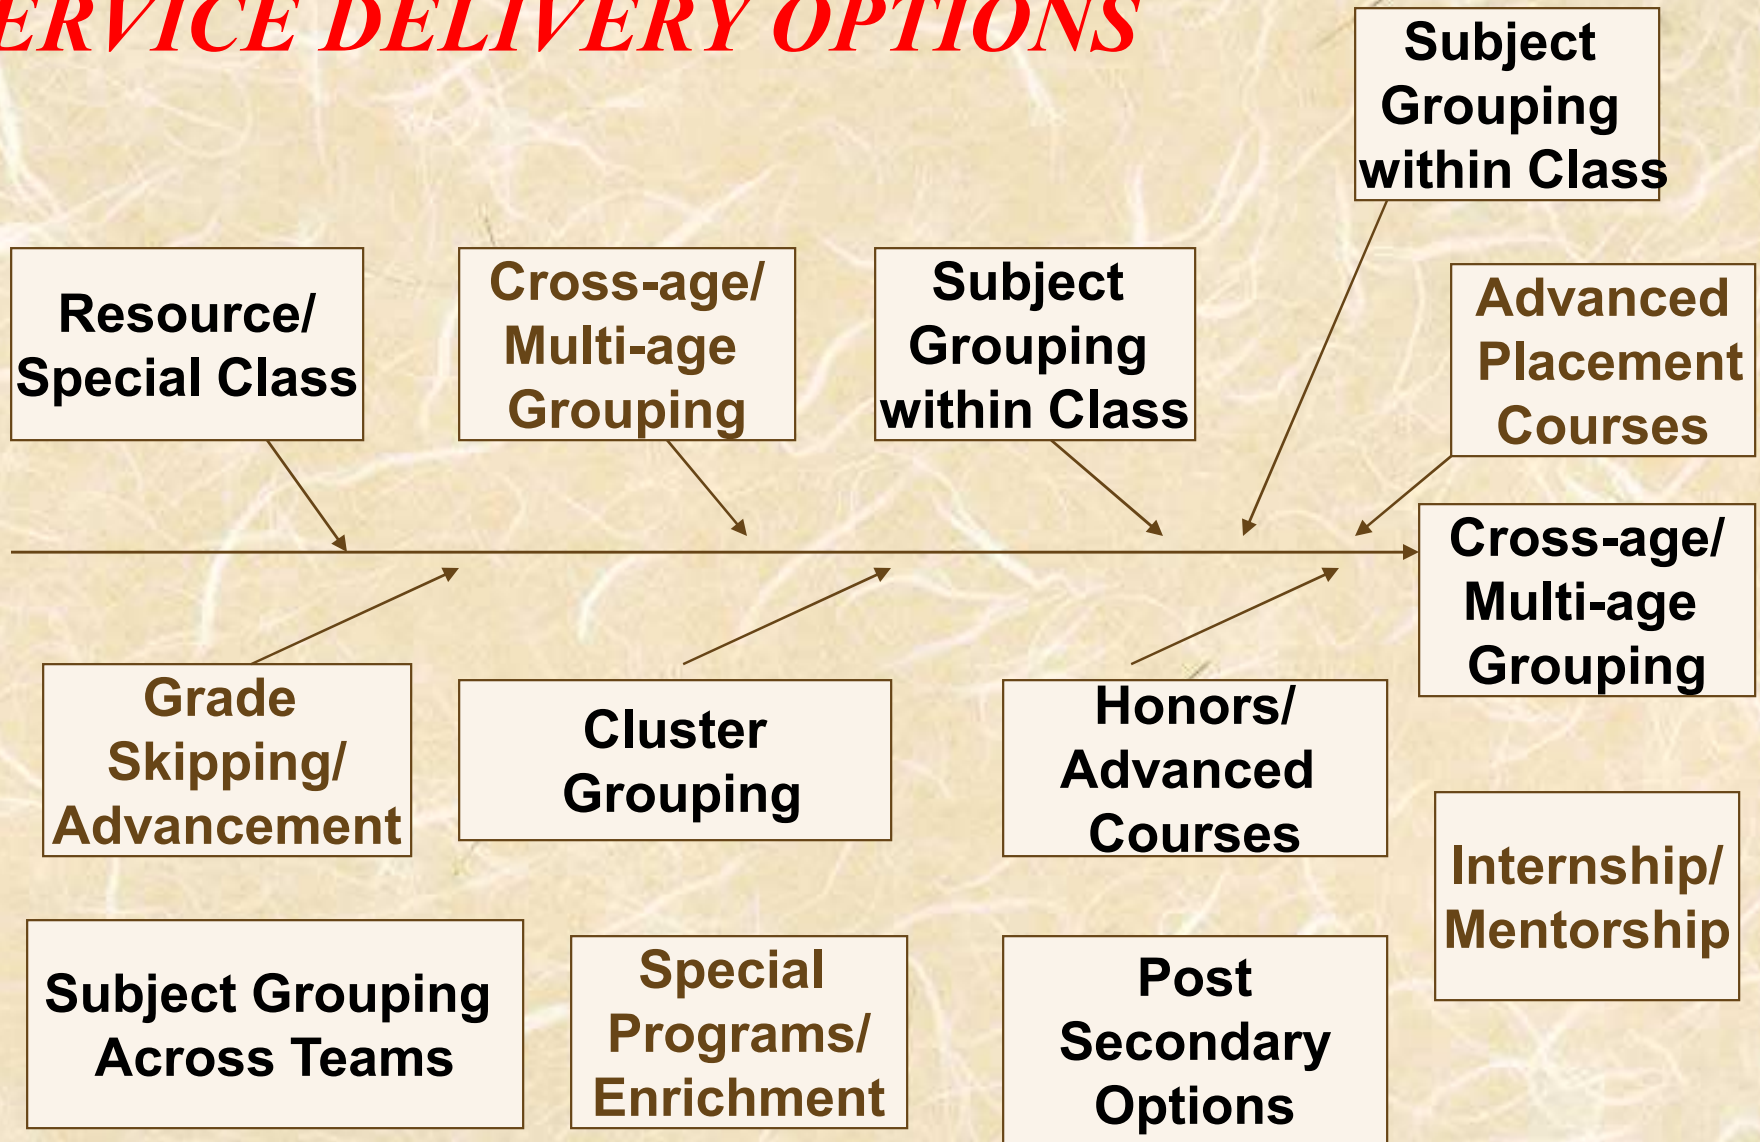 ERVICE DELIVERY OPTIONS
Subject
Grouping
within Class
Resource/
Special Class
Cross-age/
Multi-age
Grouping
Subject
Grouping
within Class
Advanced
Placement
Courses
Cross-age/
Multi-age
Grouping
Grade
Skipping/
Advancement
Cluster
Grouping
Honors/
Advanced
Courses
Internship/
Mentorship
Subject Grouping
Across Teams
Special
Programs/
Enrichment
Post
Secondary
Options